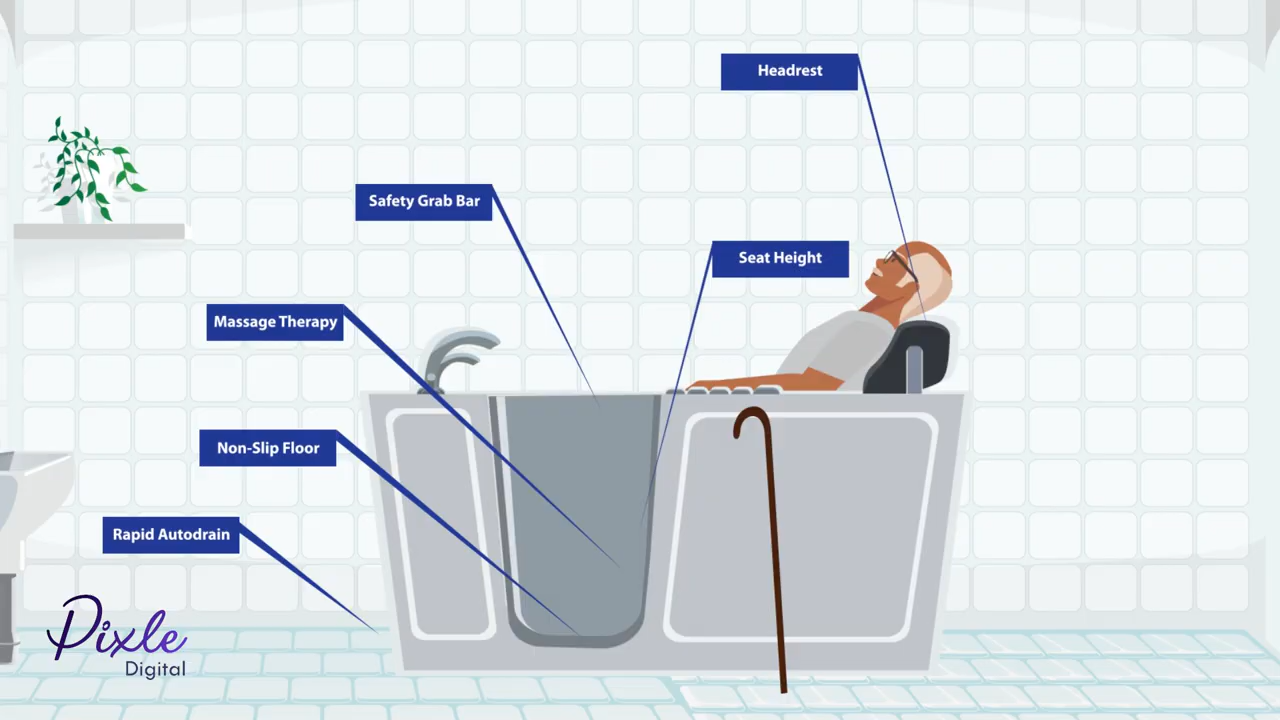 Headrest
Safety Grab Bar
Seat Height
Massage Therapy
Non-Slip Floor
Rapid Autodrain
Pixle
Digital